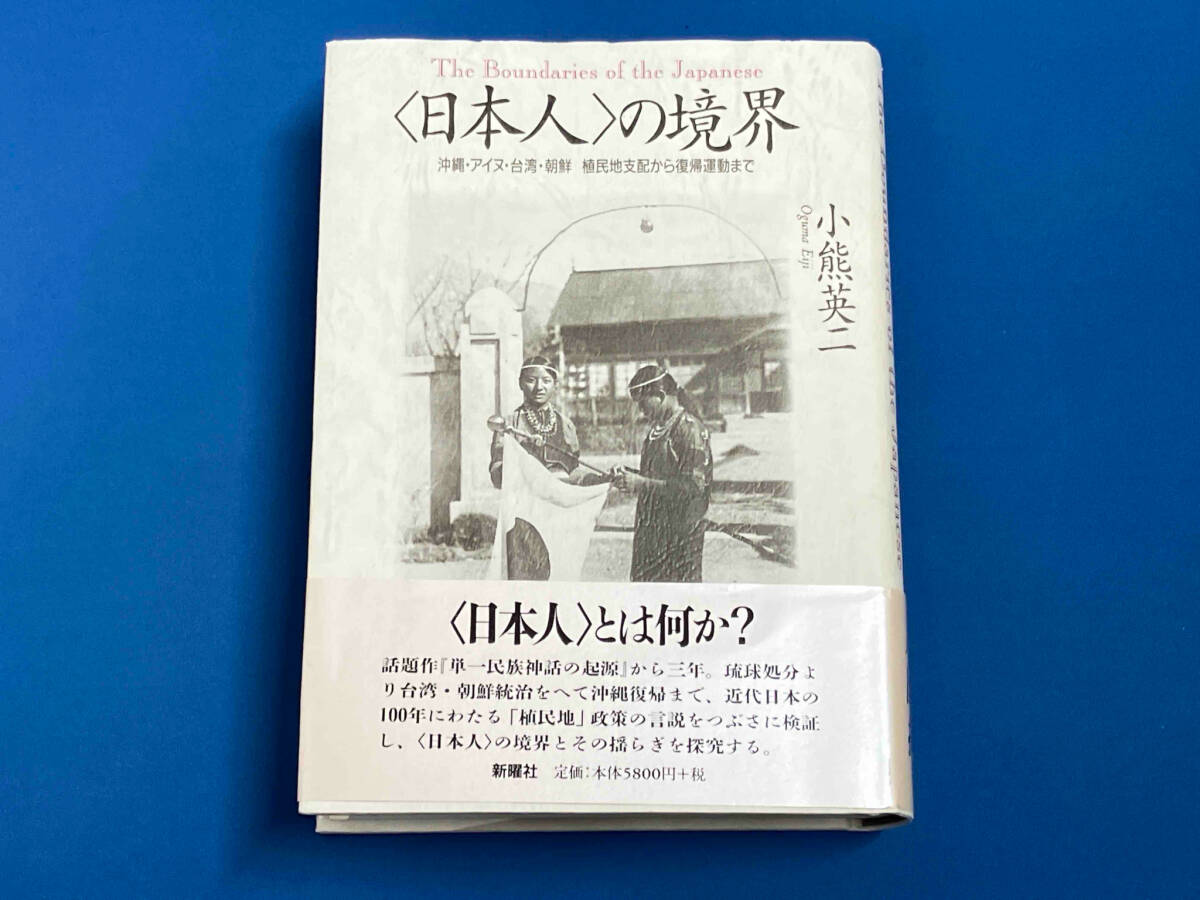 The Boundaries of the Japanese
〈日本人〉の境界
沖縄・アイヌ・台湾・朝鮮 植民地支配から復帰運動まで
小熊英二
Oguma Eiji
The Boundaries of the Japanese
〈日本人〉とは何か?
話題作『単一民族神話の起源』から三年。琉球処分よ
り台湾・朝鮮統治をへて沖縄復帰まで、近代日本の
100年にわたる「植民地」政策の言説をつぶさに検証
し、〈日本人〉の境界とその揺らぎを探究する。
新曜社 定価:本体5800円+税